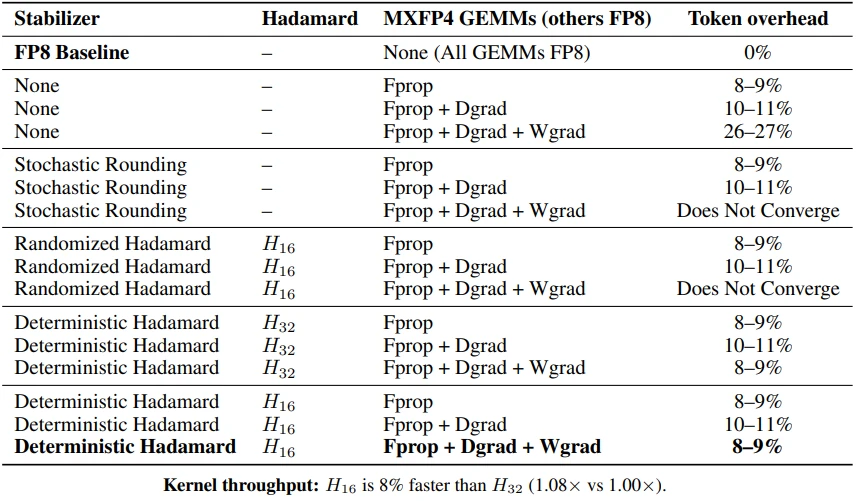 Stabilizer Hadamard MXFP4 GEMMs (others FP8) Token overhead
FP8 Baseline – None (All GEMMs FP8) 0%
None – Fprop 8–9%
None – Fprop + Dgrad 10–11%
None – Fprop + Dgrad + Wgrad 26–27%
Stochastic Rounding – Fprop 8–9%
Stochastic Rounding – Fprop + Dgrad 10–11%
Stochastic Rounding – Fprop + Dgrad + Wgrad Does Not Converge
Randomized Hadamard H₁₆ Fprop 8–9%
Randomized Hadamard H₁₆ Fprop + Dgrad 10–11%
Randomized Hadamard H₁₆ Fprop + Dgrad + Wgrad Does Not Converge
Deterministic Hadamard H₃₂ Fprop 8–9%
Deterministic Hadamard H₃₂ Fprop + Dgrad 10–11%
Deterministic Hadamard H₃₂ Fprop + Dgrad + Wgrad 8–9%
Deterministic Hadamard H₁₆ Fprop 8–9%
Deterministic Hadamard H₁₆ Fprop + Dgrad 10–11%
Deterministic Hadamard H₁₆ Fprop + Dgrad + Wgrad 8–9%
Kernel throughput: H₁₆ is 8% faster than H₃₂ (1.08× vs 1.00×).